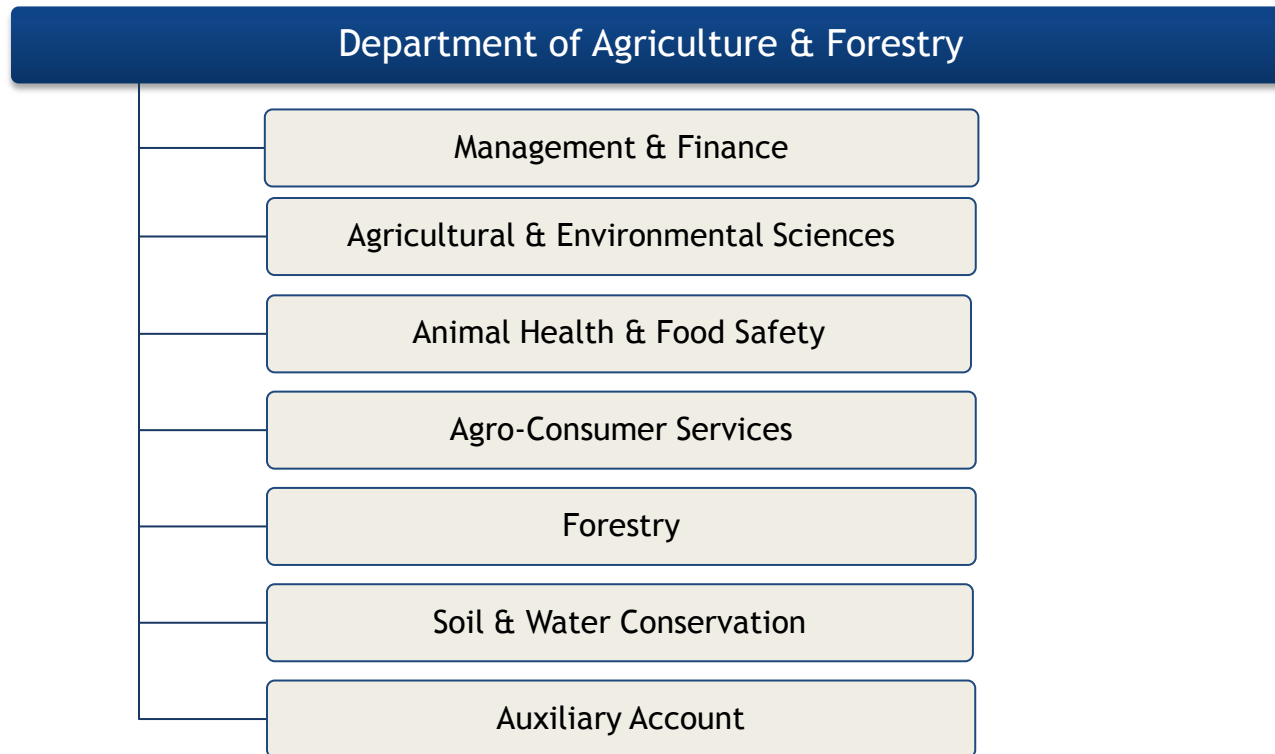 Department of Agriculture & Forestry
Management & Finance
Agricultural & Environmental Sciences
Animal Health & Food Safety
Agro-Consumer Services
Forestry
Soil & Water Conservation
Auxiliary Account